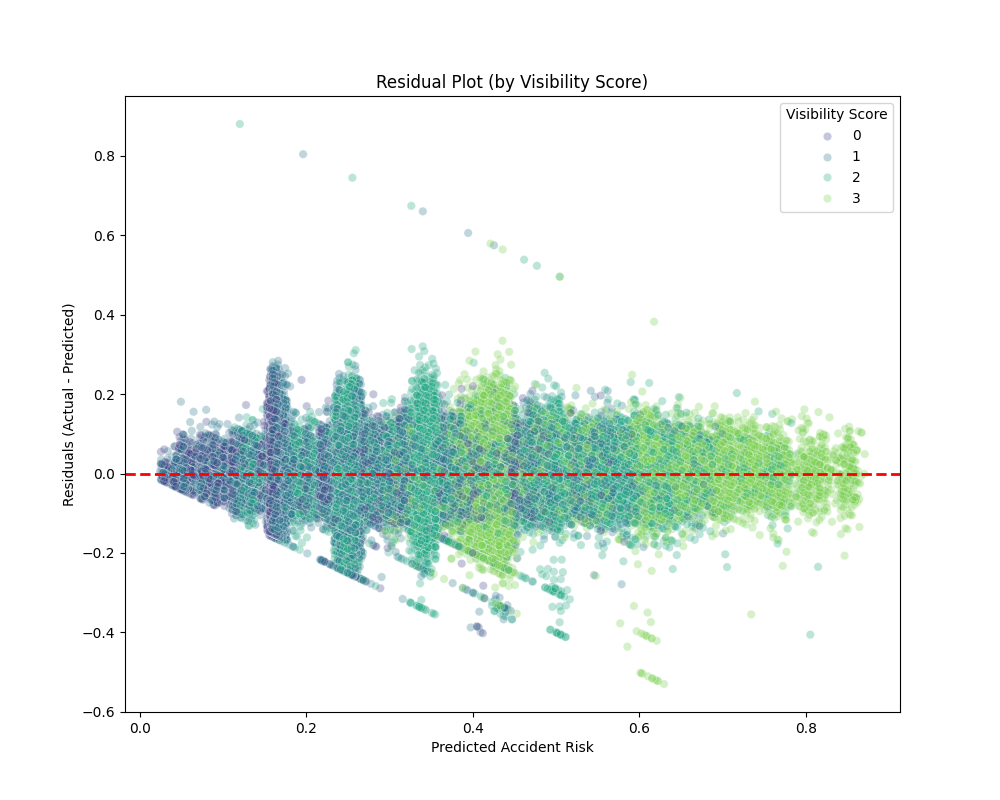 Residual Plot (by Visibility Score)
Visibility Score
0
1
2
3
0.8
0.6
0.4
0.2
0.0
−0.2
−0.4
−0.6
Residuals (Actual - Predicted)
0.0 0.2 0.4 0.6 0.8
Predicted Accident Risk